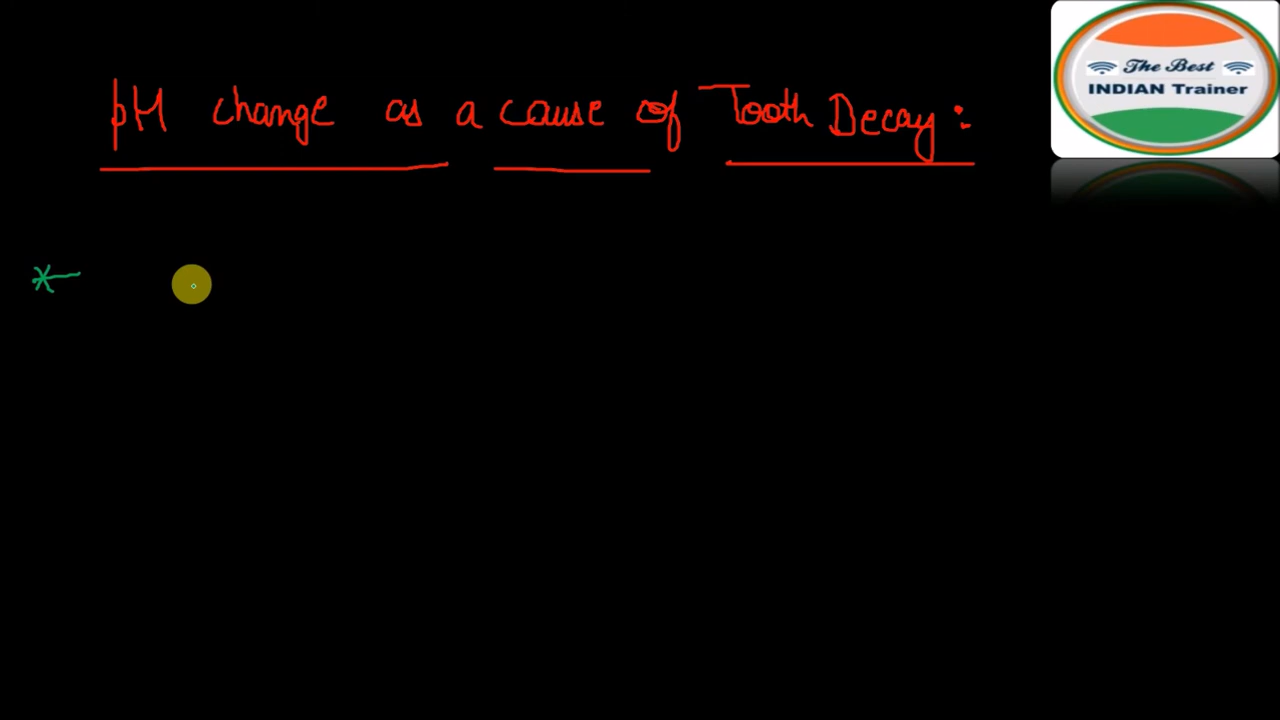 pH change as a cause of Tooth Decay:
*
The Best
INDIAN Trainer